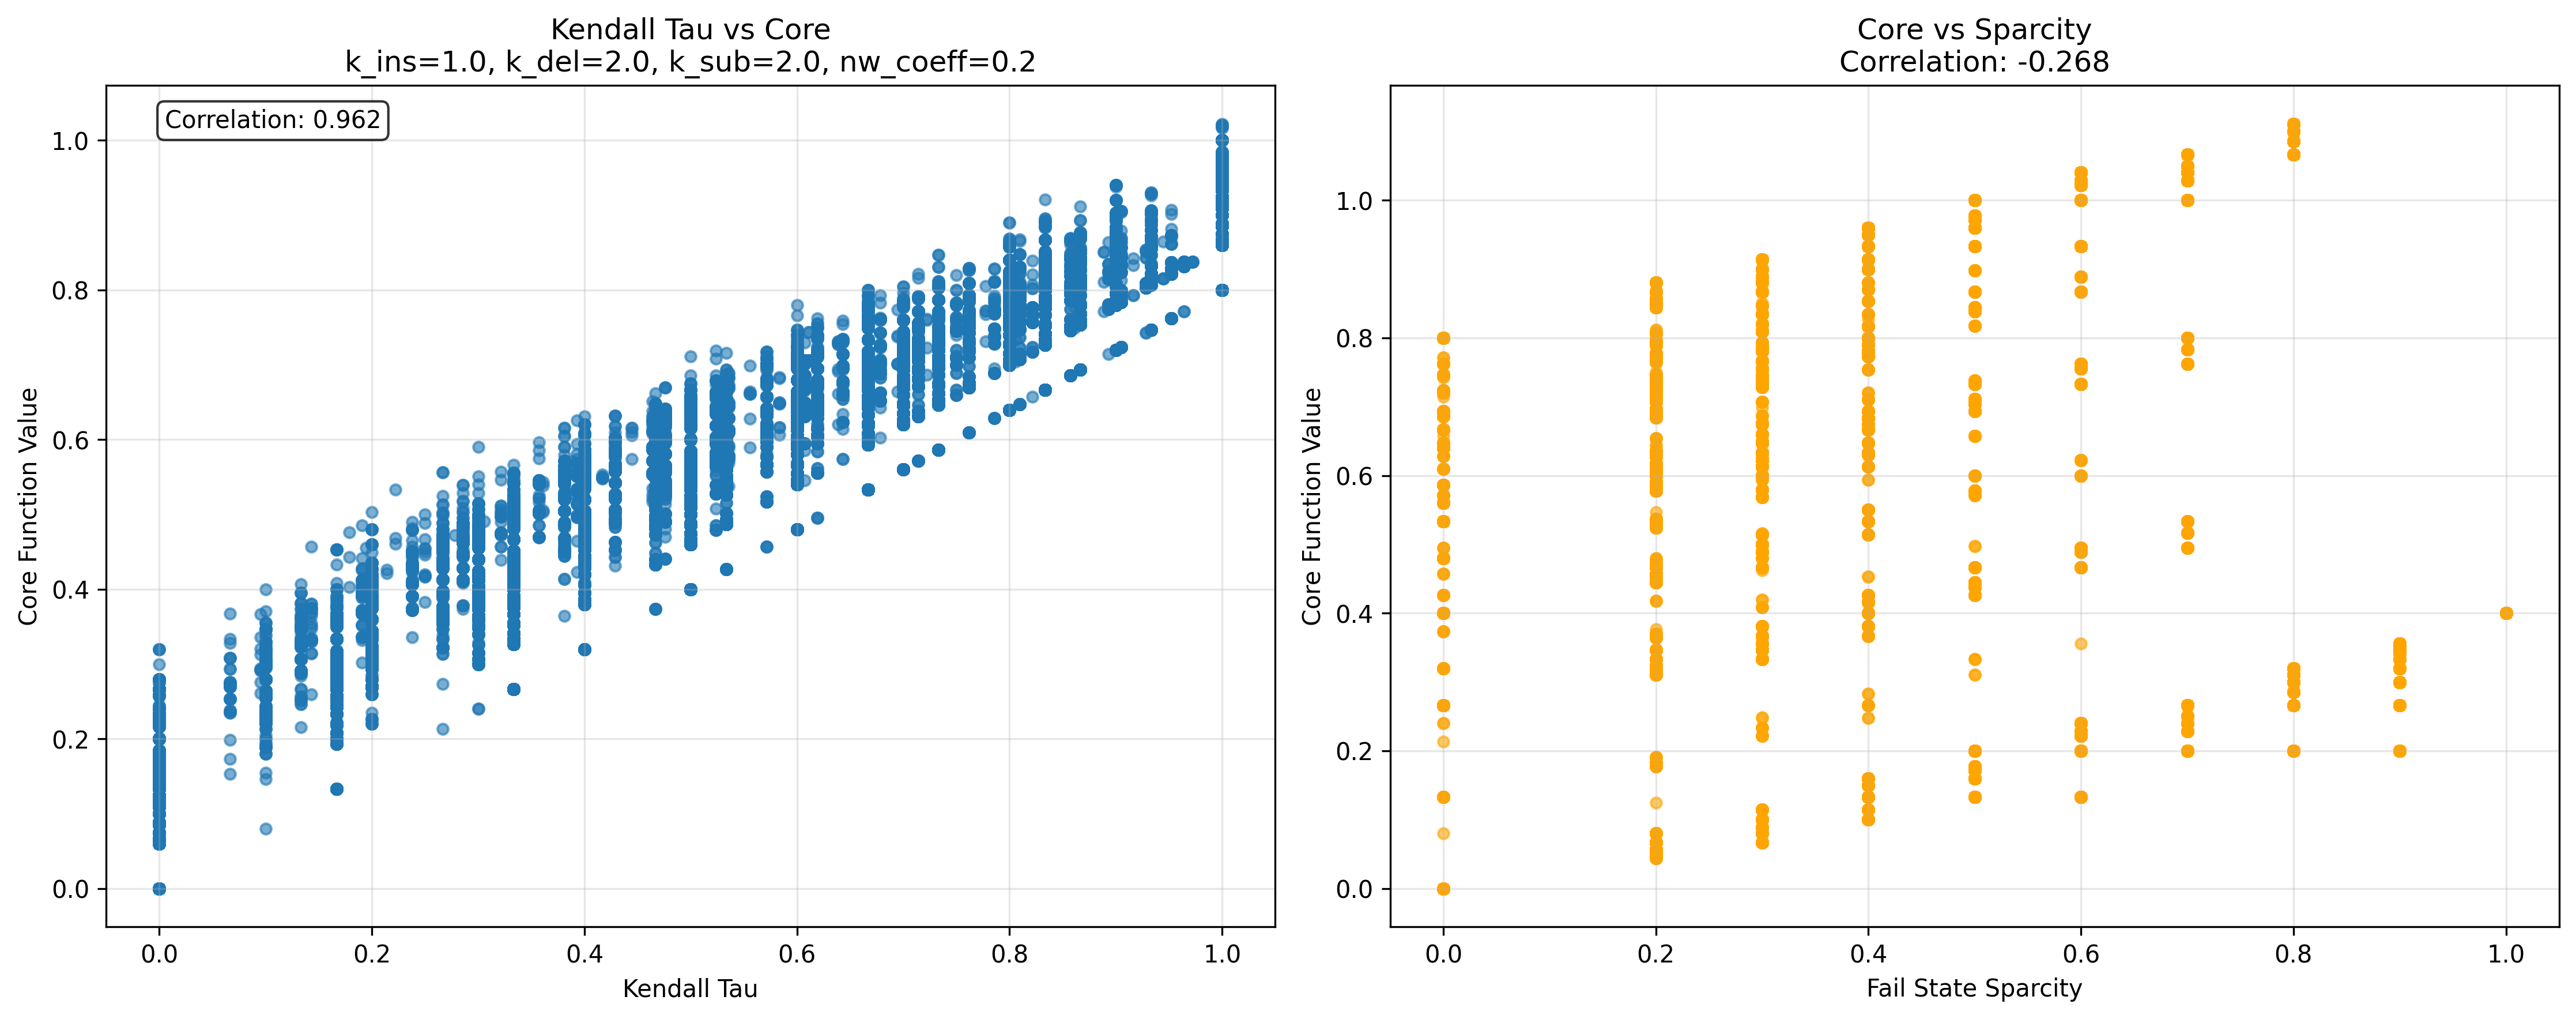 Kendall Tau vs Core
k_ins=1.0, k_del=2.0, k_sub=2.0, nw_coeff=0.2
Correlation: 0.962
Core Function Value
1.0
0.8
0.6
0.4
0.2
0.0
0.0 0.2 0.4 0.6 0.8 1.0
Kendall Tau
Core vs Sparcity
Correlation: -0.268
Core Function Value
1.0
0.8
0.6
0.4
0.2
0.0
0.0 0.2 0.4 0.6 0.8 1.0
Fail State Sparcity